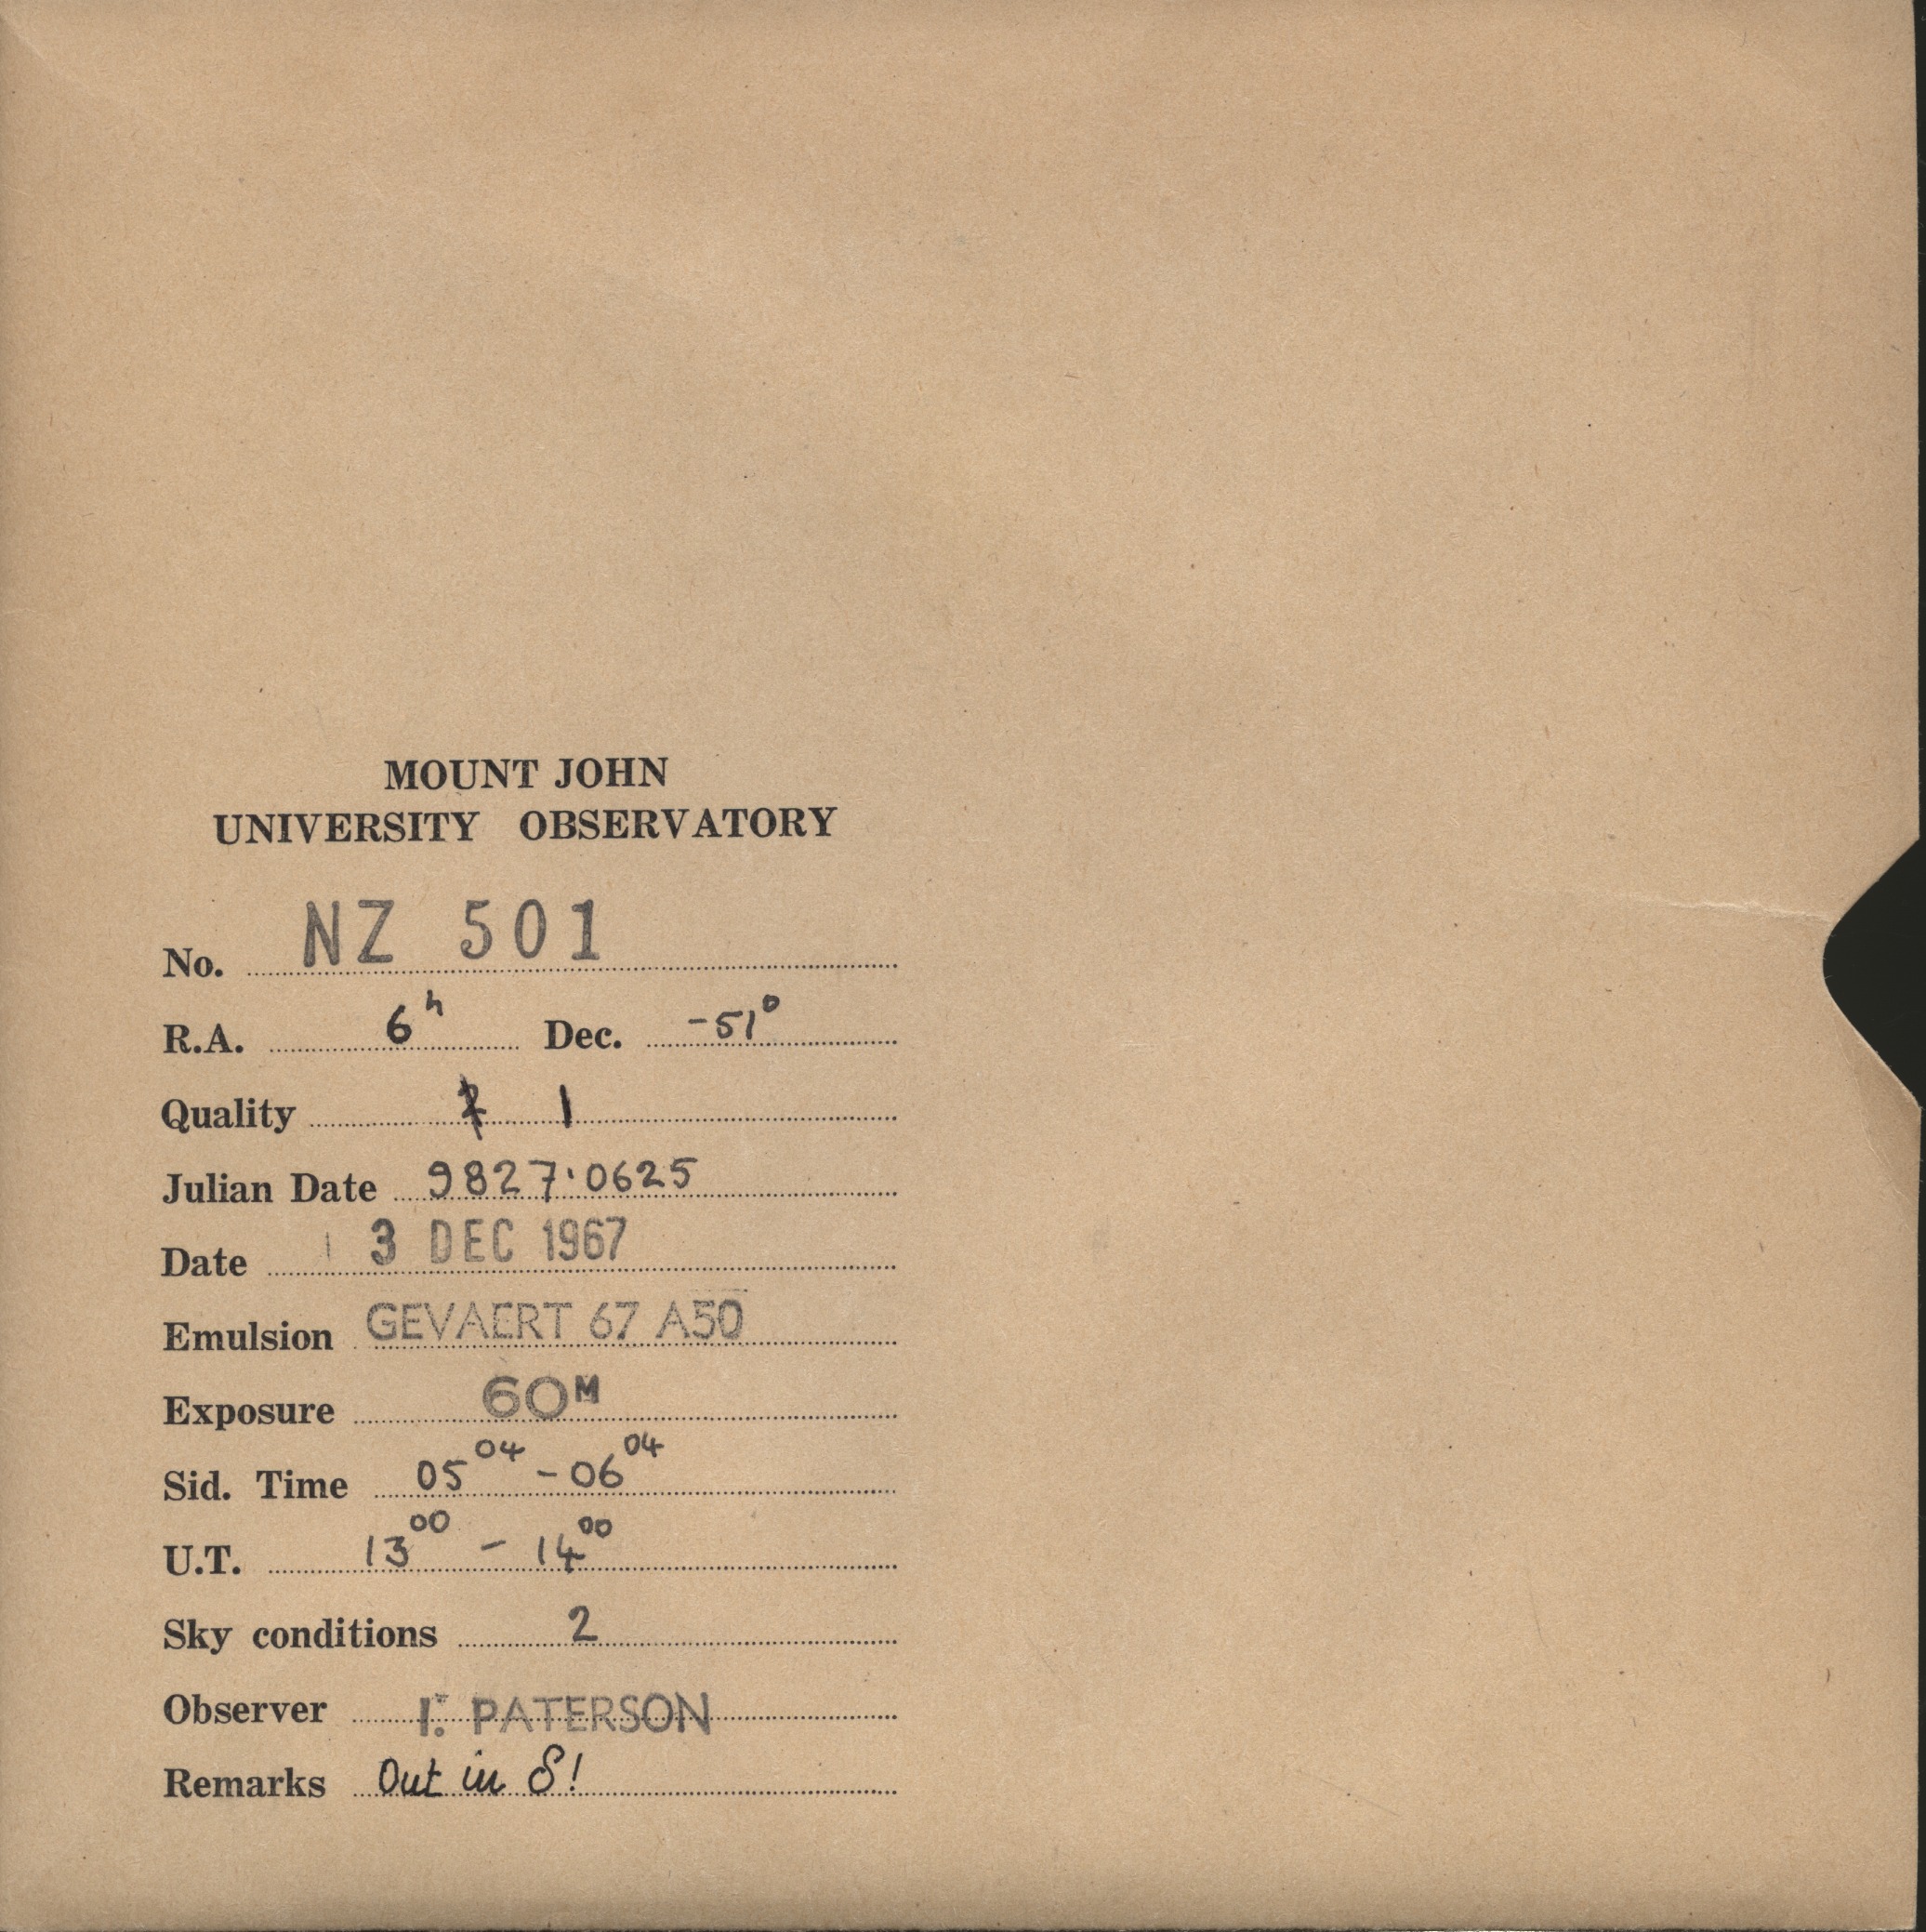 MOUNT JOHN
UNIVERSITY OBSERVATORY
No. NZ 501
R.A. 6h Dec. -51°
Quality 1
Julian Date 9827.0625
Date 3 DEC 1967
Emulsion GEVAERT 67 A50
Exposure 60M
Sid. Time 05 04 - 06 04
U.T. 13 00 - 14 00
Sky conditions 2
Observer I. PATERSON
Remarks Out in δ!